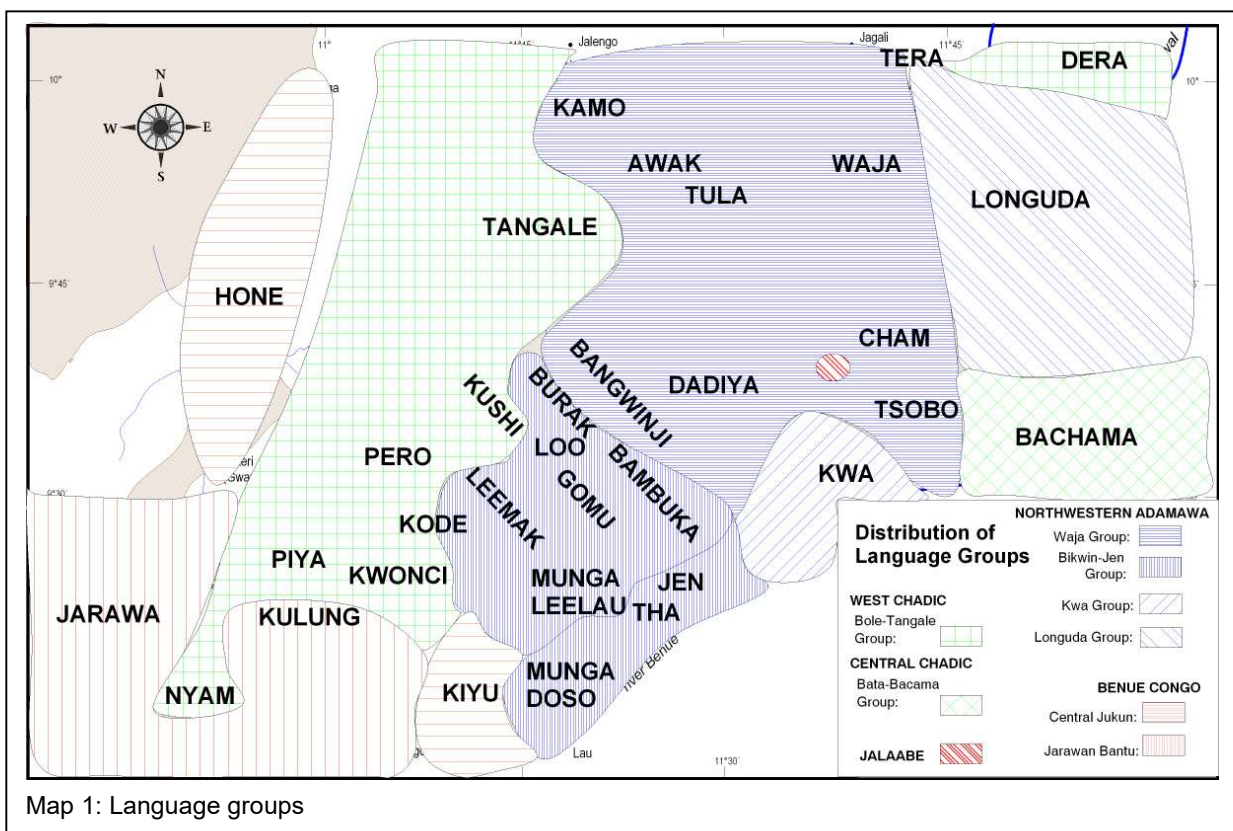 11°
11°45'
Jalengo
Jagali
11°45
val
N
W
E
S
10°
10°
TERA
DERA
KAMO
AWAK
WAJA
TULA
LONGUDA
TANGALE
9°45'
HONE
CHAM
BANGWINJI
BURAK
DADIYA
KUSHI
TSOBO
LOO
BACHAMA
PERO
BAMBUKA
KWA
LEEMAK
GOMU
9°30'
KODE
PIYA
KWONCI
MUNGA
LEELAU
JEN
THA
JARAWA
KULUNG
NYAM
KIYU
MUNGA
DOSO
river Benue
Lau
11°30
Distribution of
Language Groups
WEST CHADIC
Bole-Tangale
Group:
CENTRAL CHADIC
Bata-Bacama
Group:
JALAABE
NORTHWESTERN ADAMAWA
Waja Group:
Bikwin-Jen
Group:
Kwa Group:
Longuda Group:
BENUE CONGO
Central Jukun:
Jarawan Bantu:
Map 1: Language groups